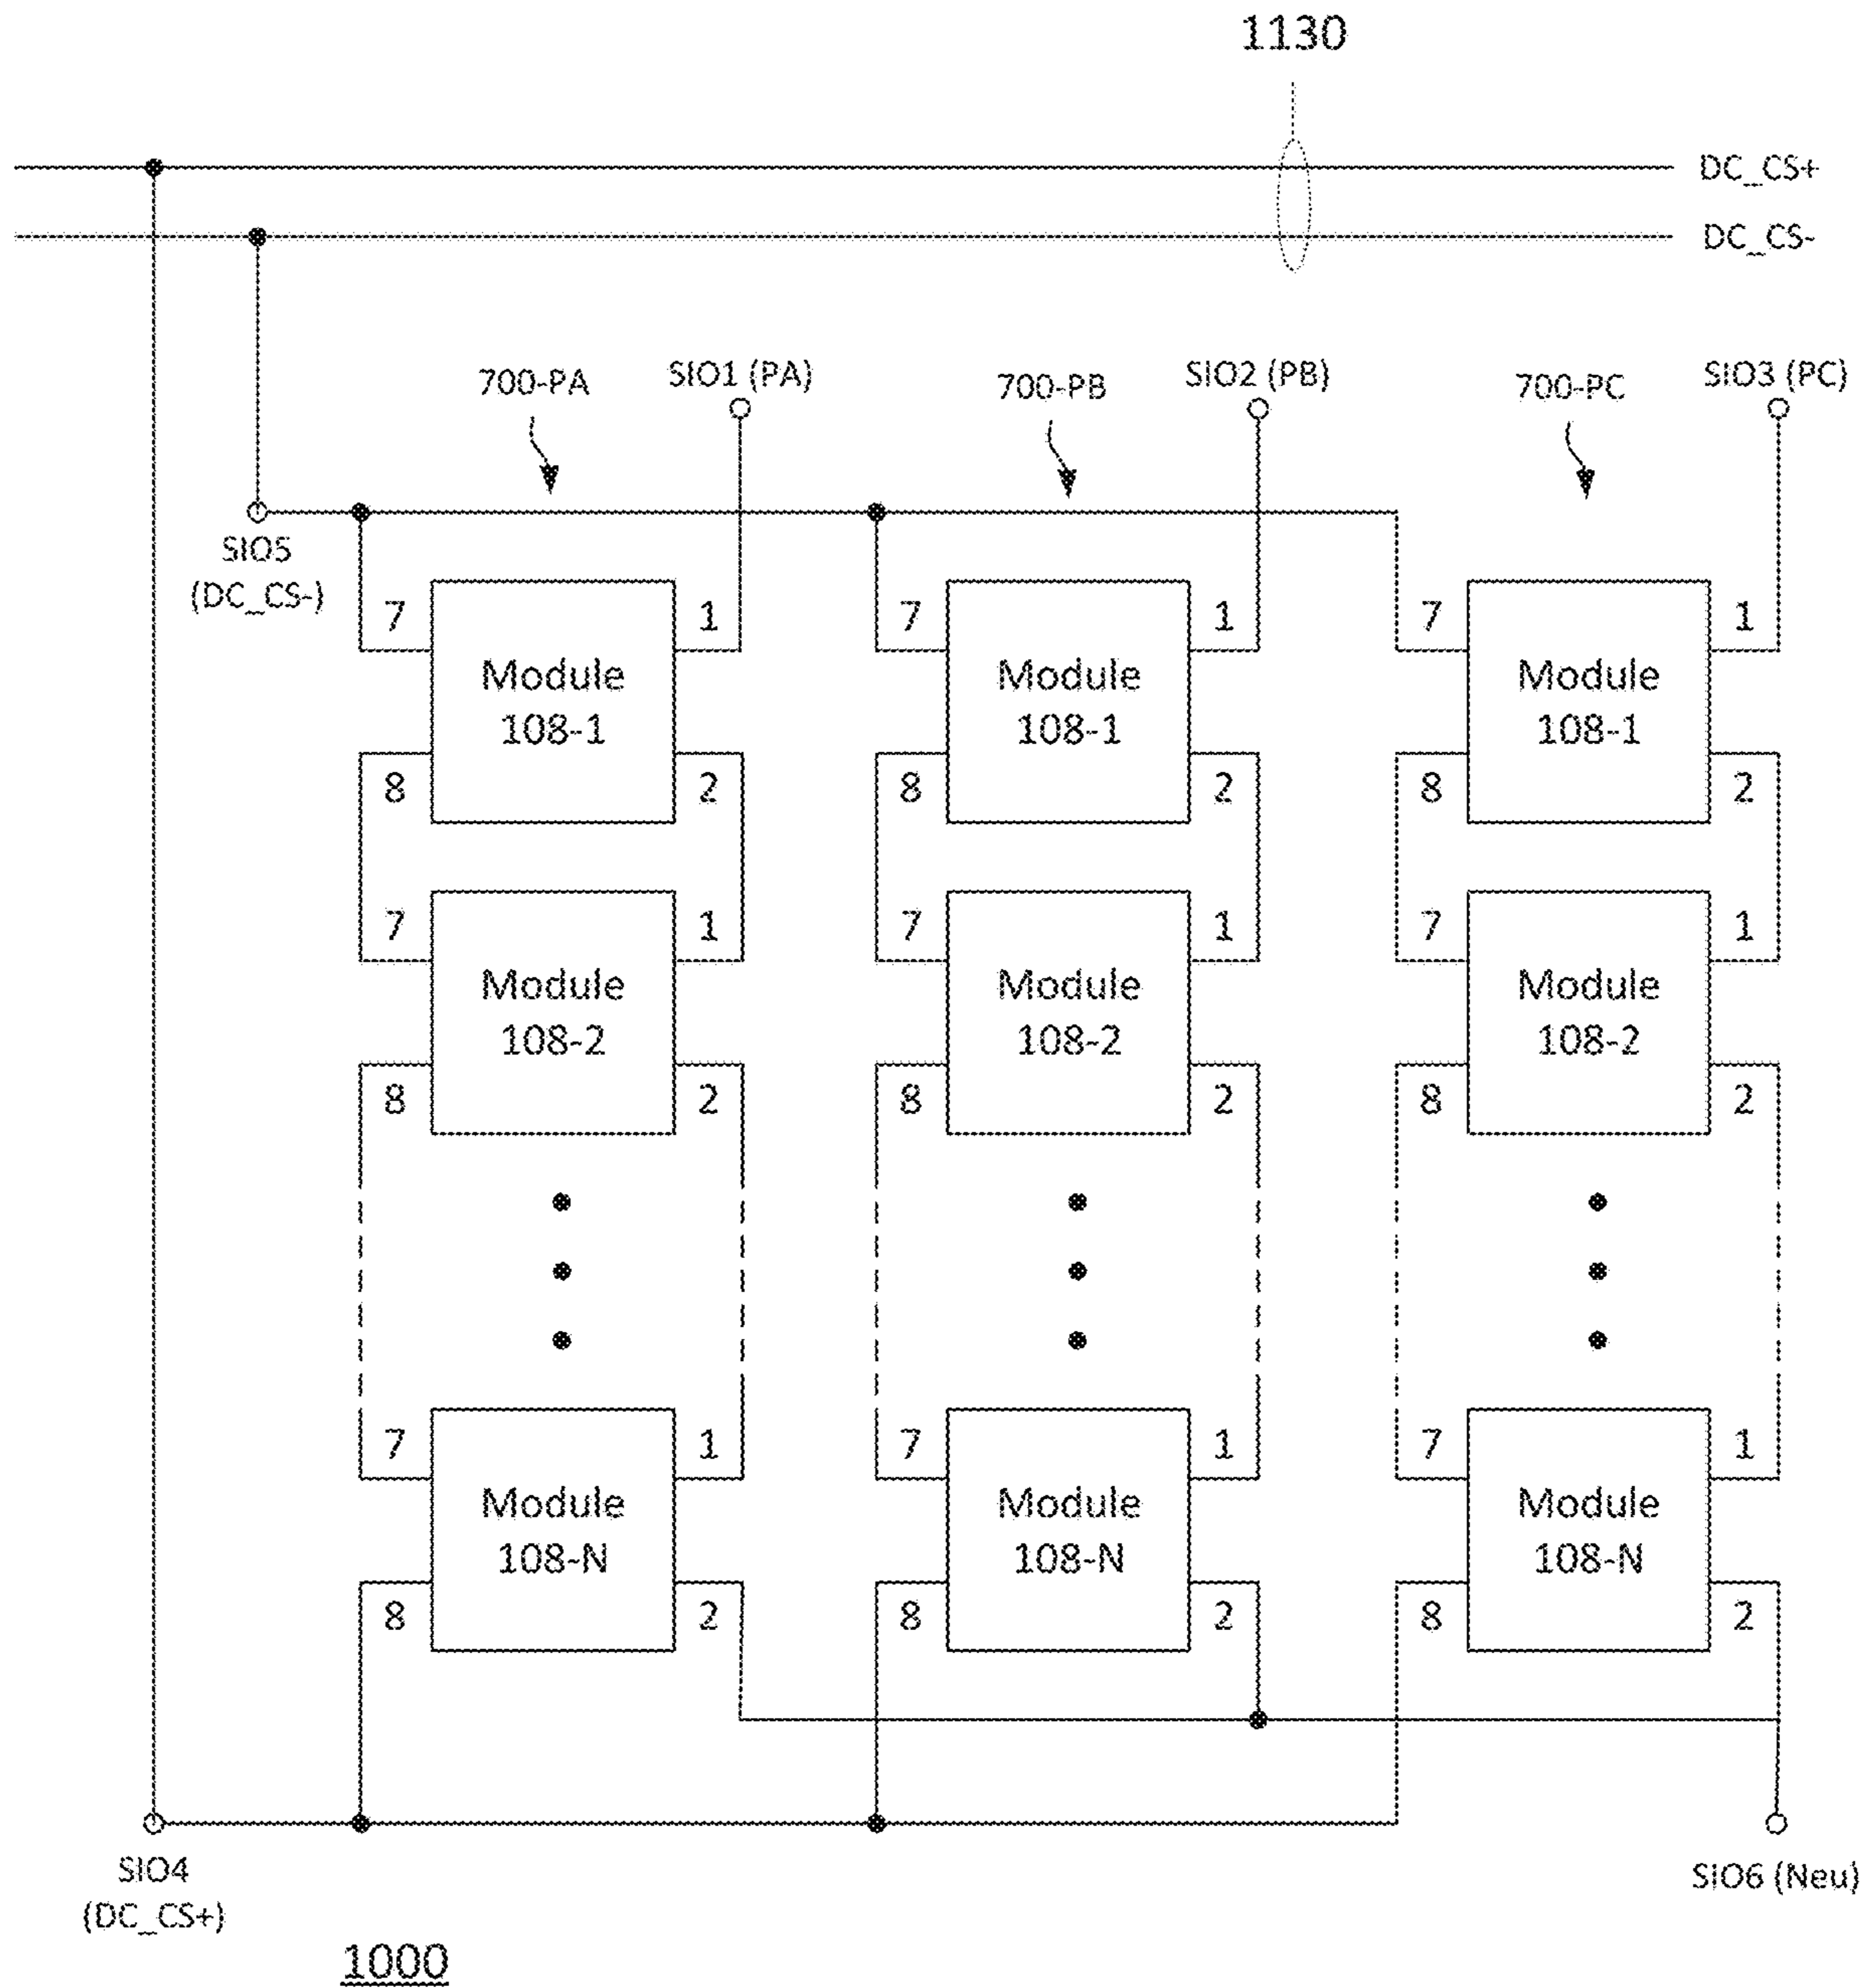 1130
DC_CS+
DC_CS-
700-PA
SIO1 (PA)
700-PB
SIO2 (PB)
700-PC
SIO3 (PC)
SIO5
(DC_CS-)
7
1
7
1
7
1
Module
108-1
Module
108-1
Module
108-1
8
2
8
2
8
2
7
1
7
1
7
1
Module
108-2
Module
108-2
Module
108-2
8
2
8
2
8
2
7
1
7
1
7
1
Module
108-N
Module
108-N
Module
108-N
8
2
8
2
8
2
SIO4
(DC_CS+)
SIO6 (Neu)
1000